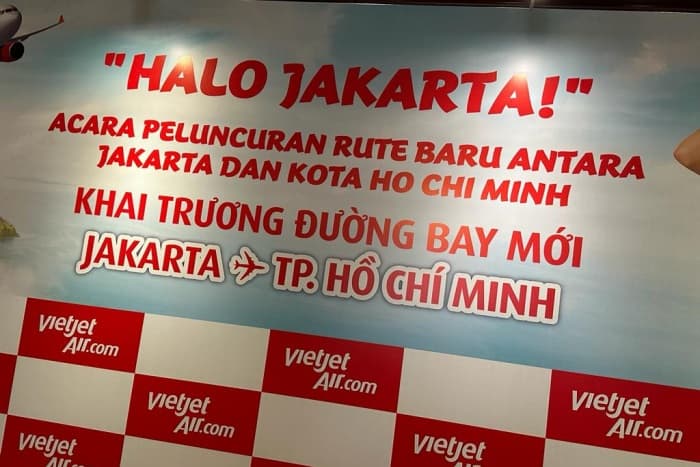 "HALO JAKARTA!"
ACARA PELUNCURAN RUTE BARU ANTARA
JAKARTA DAN KOTA HO CHI MINH
KHAI TRƯƠNG ĐƯỜNG BAY MỚI
JAKARTA ✈ TP. HỒ CHÍ MINH
vietjet Air.com
vietjet Air.com
vietjet Air.com
vietjet Air.com
vietjet Air.com
vietjet Air.com